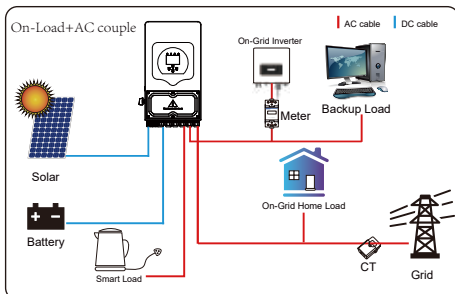 On-Load+AC couple
AC cable
DC cable
On-Grid Inverter
Meter
Backup Load
Solar
On-Grid Home Load
Battery
Smart Load
CT
Grid